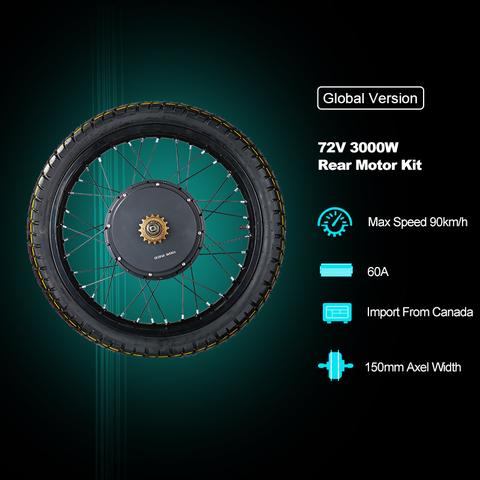 Global Version
72V 3000W
Rear Motor Kit
Max Speed 90km/h
60A
Import From Canada
150mm Axel Width